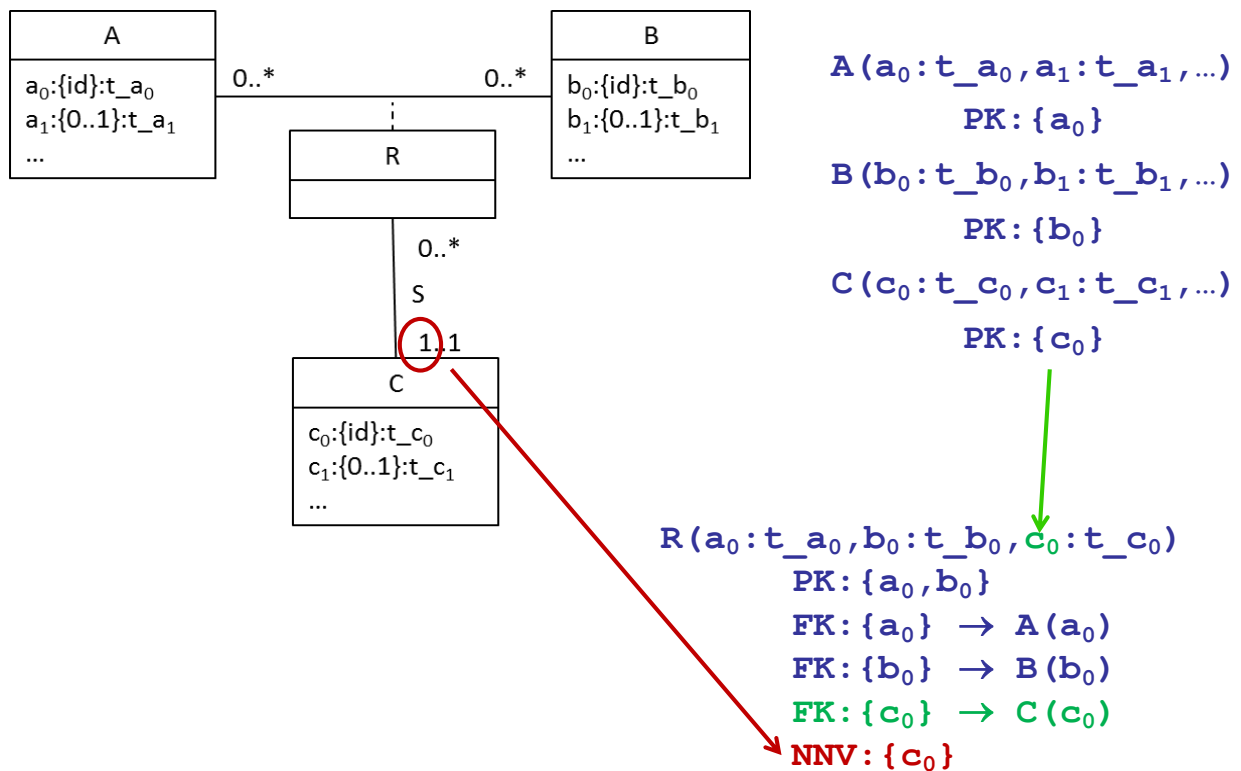 A
a₀:{id}:t_a₀
a₁:{0..1}:t_a₁
...
0..*
0..*
B
b₀:{id}:t_b₀
b₁:{0..1}:t_b₁
...
R
0..*
S
1..1
C
c₀:{id}:t_c₀
c₁:{0..1}:t_c₁
...
A(a₀:t_a₀,a₁:t_a₁,…)
PK:{a₀}
B(b₀:t_b₀,b₁:t_b₁,…)
PK:{b₀}
C(c₀:t_c₀,c₁:t_c₁,…)
PK:{c₀}
R(a₀:t_a₀,b₀:t_b₀,c₀:t_c₀)
PK:{a₀,b₀}
FK:{a₀} → A(a₀)
FK:{b₀} → B(b₀)
FK:{c₀} → C(c₀)
NNV:{c₀}